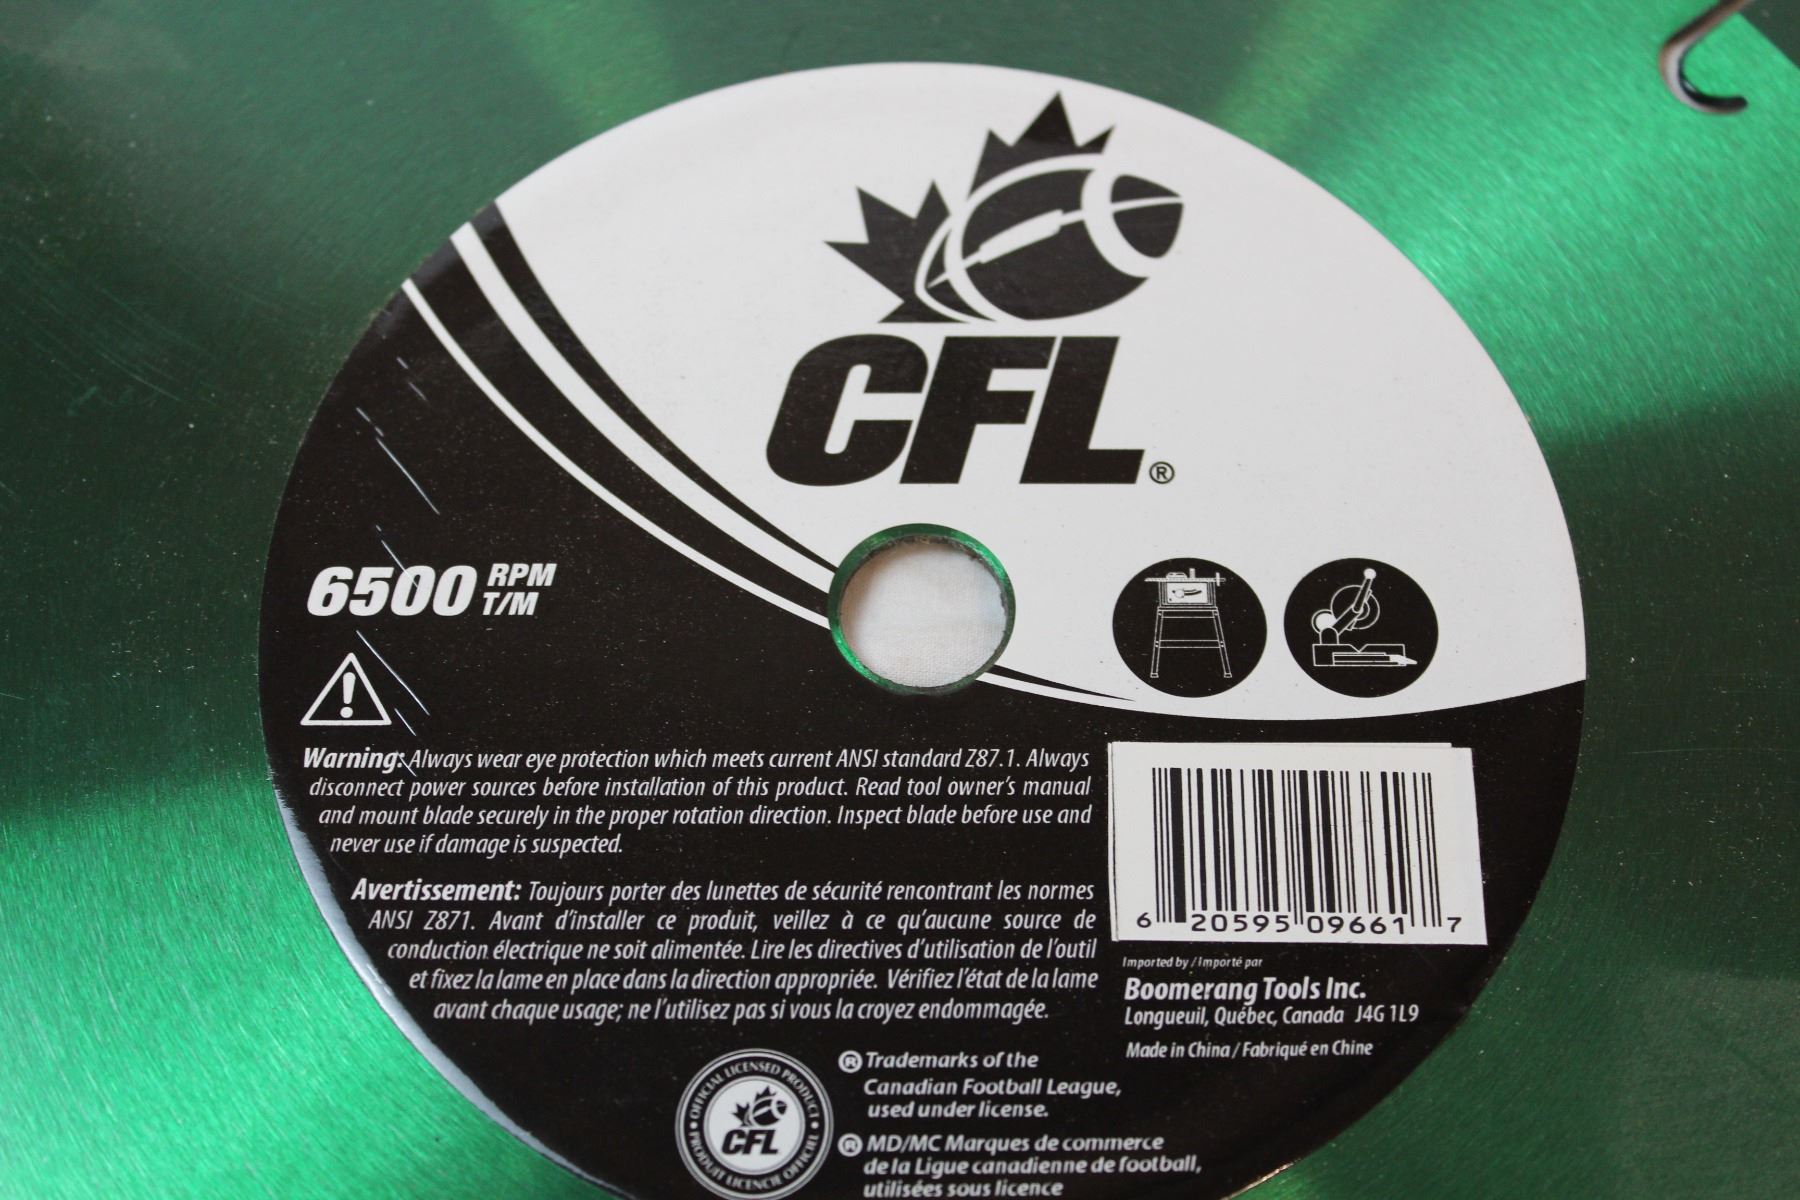 CFL®
6500 RPM
T/M
Warning: Always wear eye protection which meets current ANSI standard Z87.1. Always
disconnect power sources before installation of this product. Read tool owner's manual
and mount blade securely in the proper rotation direction. Inspect blade before use and
never use if damage is suspected.
Avertissement: Toujours porter des lunettes de sécurité rencontrant les normes
ANSI Z871. Avant d'installer ce produit, veillez à ce qu'aucune source de
conduction électrique ne soit alimentée. Lire les directives d'utilisation de l'outil
et fixez la lame en place dans la direction appropriée. Vérifiez l'état de la lame
avant chaque usage; ne l'utilisez pas si vous la croyez endommagée.
6 20595 09661 7
Imported by / Importé par
Boomerang Tools Inc.
Longueuil, Québec, Canada J4G 1L9
Made in China / Fabriqué en Chine
OFFICIAL LICENSED PRODUCT
CFL
PRODUIT LICENCIÉ OFFICIEL
® Trademarks of the
Canadian Football League,
used under license.
® MD/MC Marques de commerce
de la Ligue canadienne de football,
utilisées sous licence